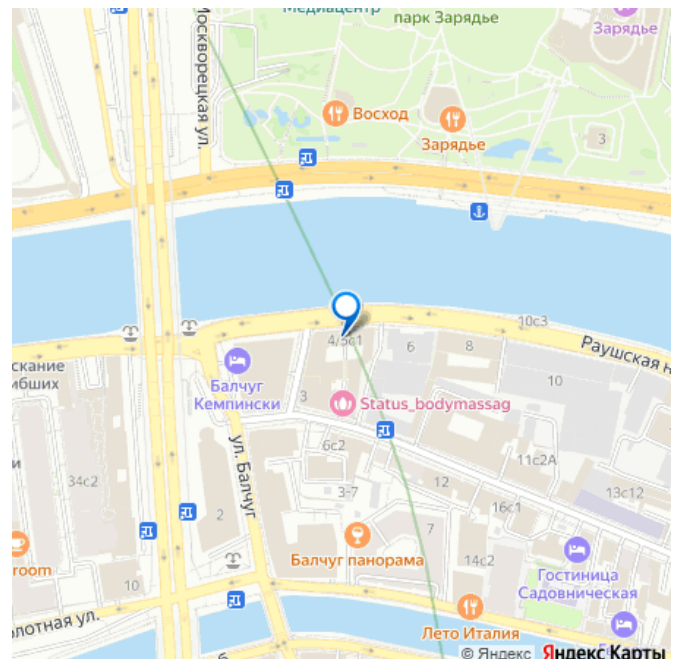 Медиацентр
парк Зарядье
Зарядье
Москворецкая ул.
Восход
Зарядье
3
10с3
4/5с1
6
8
Раушская н
скание
ибших
Балчуг
Кемпински
10
3
Status_bodymassag
ул. Балчуг
6с2
11с2А
34с2
3-7
12
13с12
16с1
2
7
Балчуг панорама
14с2
room
10
Гостиница
Садовническая
олотная ул.
Лето Италия
© Яндекс Яндекс Карты